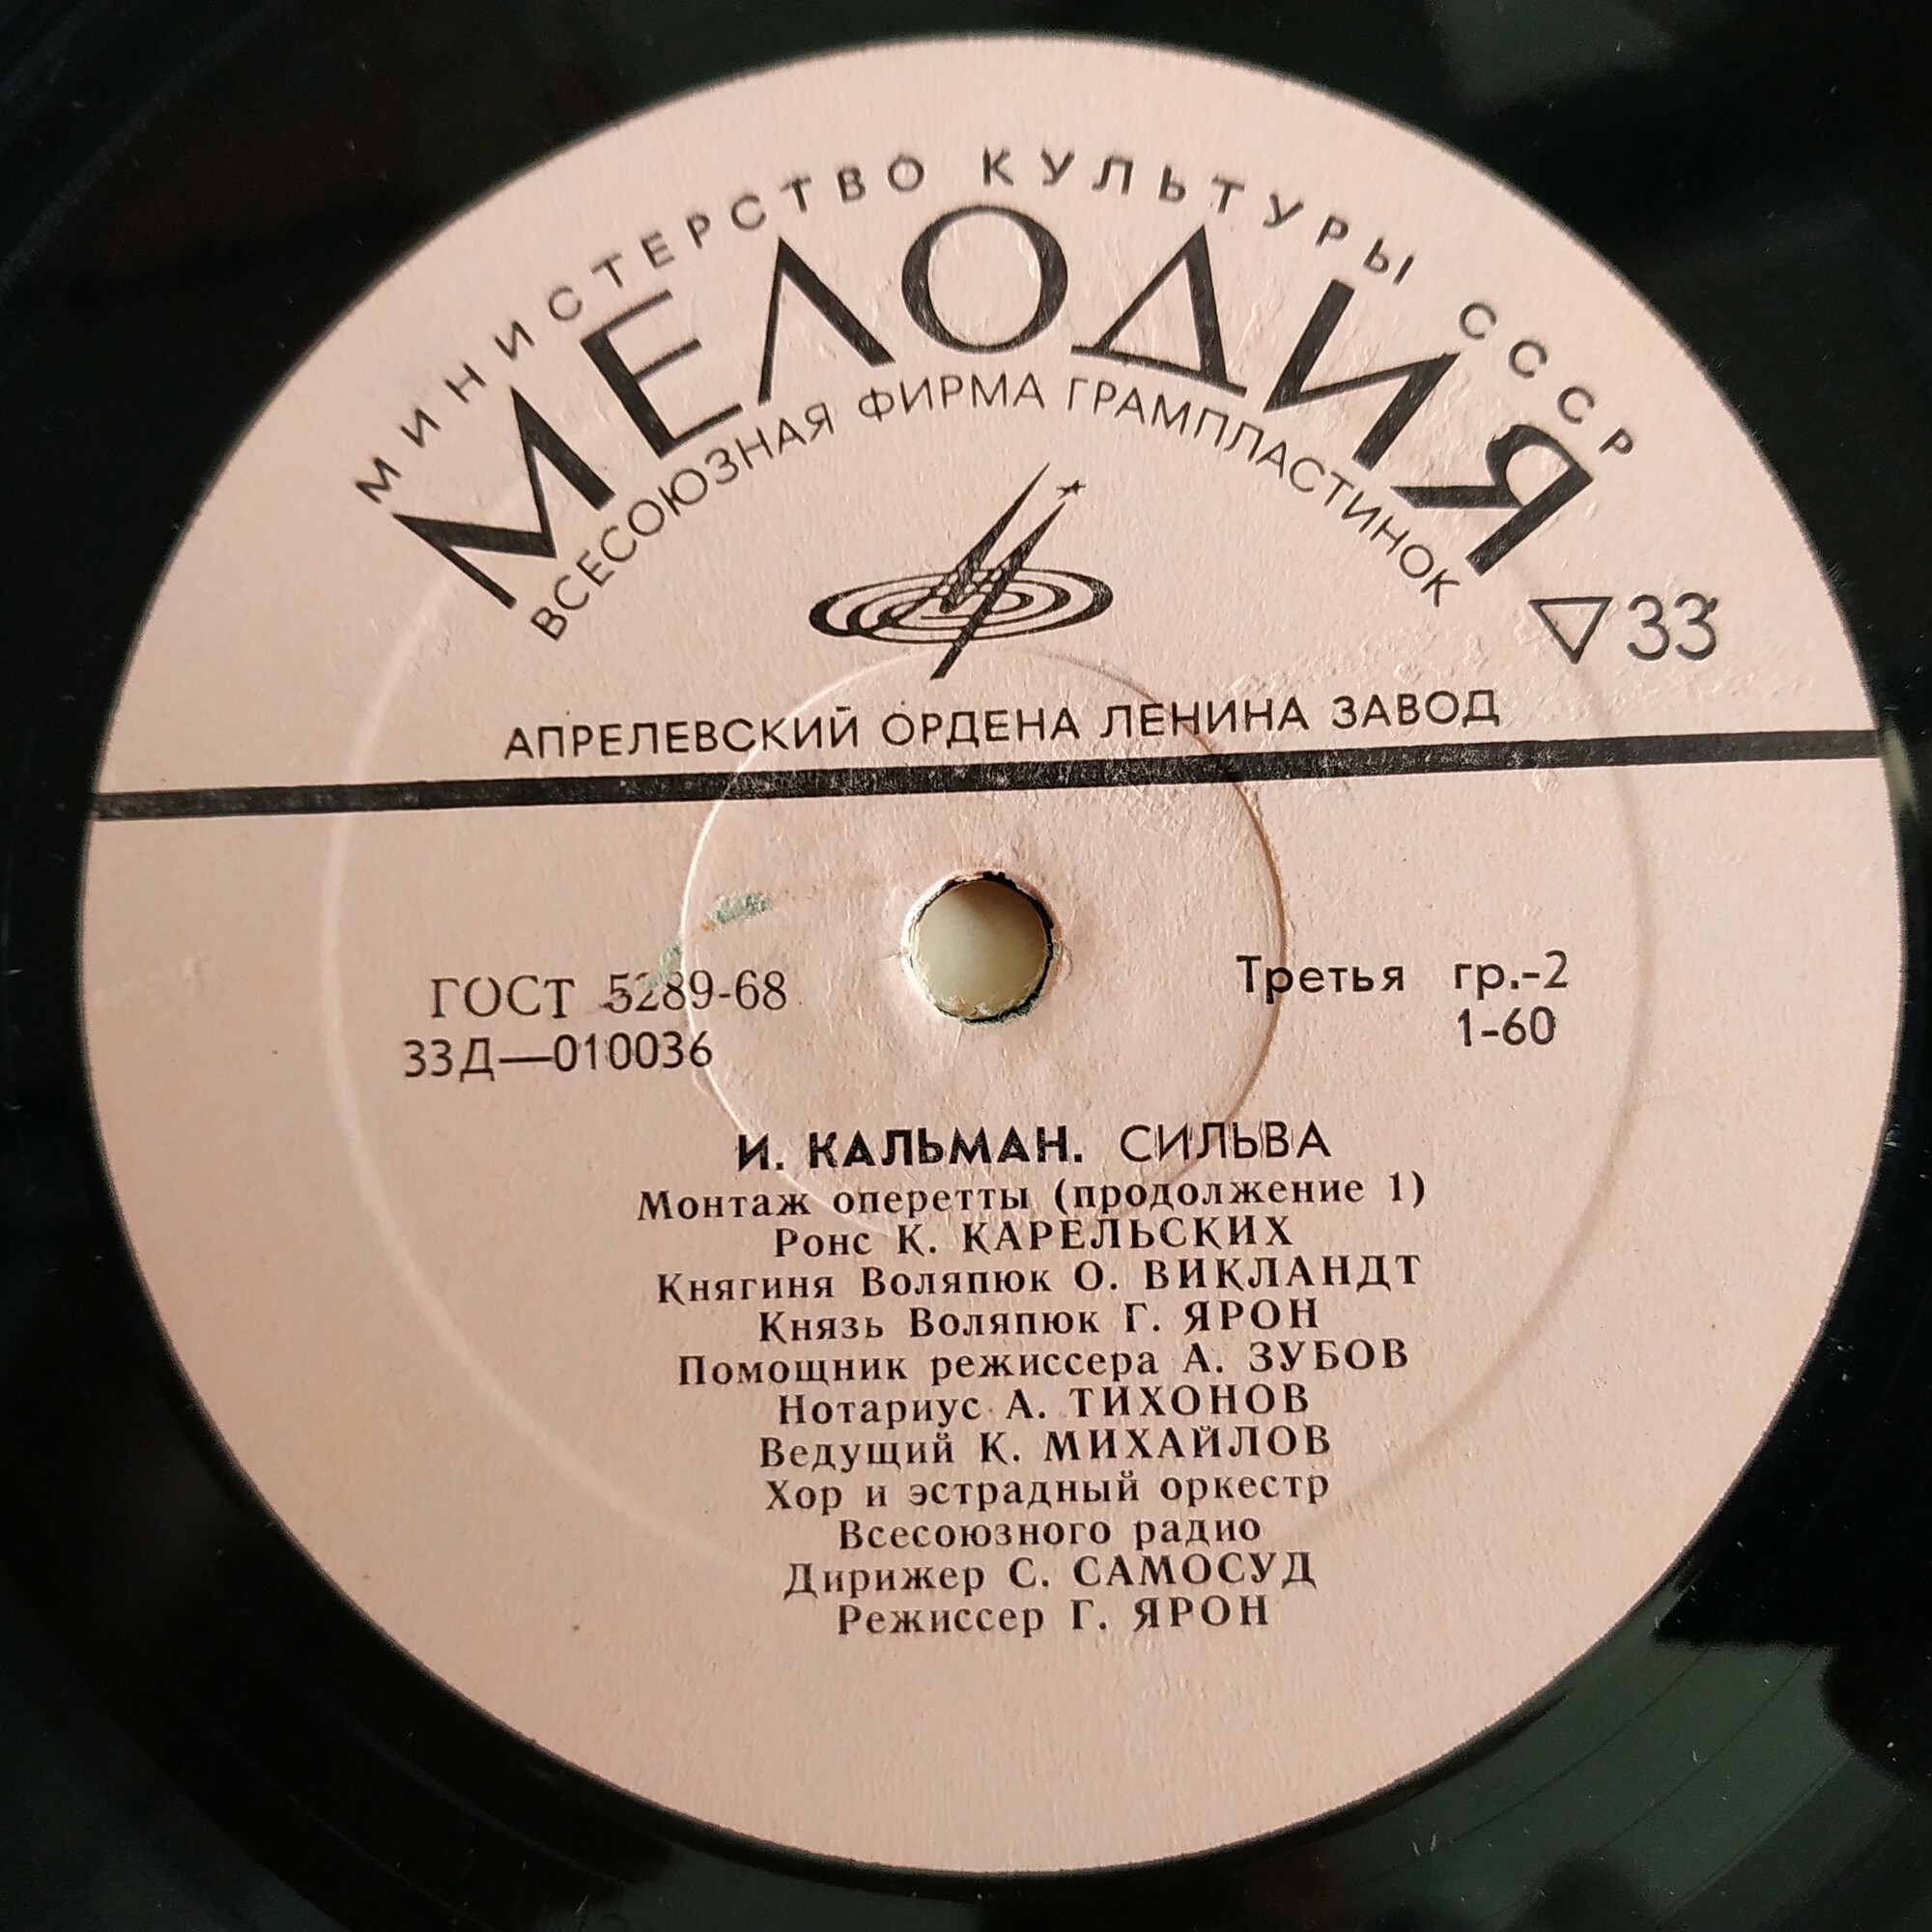 МИНИСТЕРСТВО КУЛЬТУРЫ СССР
МЕЛОДИЯ
ВСЕСОЮЗНАЯ ФИРМА ГРАМПЛАСТИНОК
33
АПРЕЛЕВСКИЙ ОРДЕНА ЛЕНИНА ЗАВОД
ГОСТ 5289-68
33Д—010036
Третья гр.-2
1-60
И. КАЛЬМАН. СИЛЬВА
Монтаж оперетты (продолжение 1)
Ронс К. КАРЕЛЬСКИХ
Княгиня Воляпюк О. ВИКЛАНДТ
Князь Воляпюк Г. ЯРОН
Помощник режиссера А. ЗУБОВ
Нотариус А. ТИХОНОВ
Ведущий К. МИХАЙЛОВ
Хор и эстрадный оркестр
Всесоюзного радио
Дирижер С. САМОСУД
Режиссер Г. ЯРОН